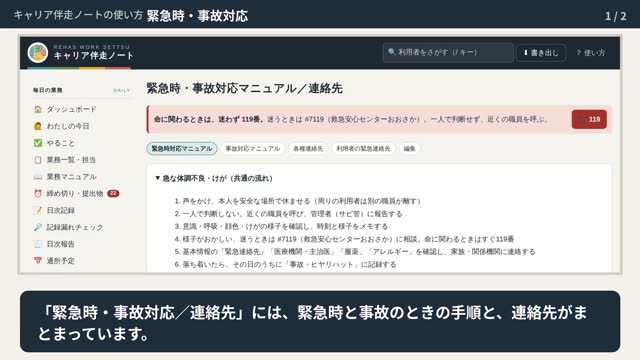 キャリア伴走ノートの使い方 緊急時・事故対応 1 / 2
REHAS WORK SETTSU
キャリア伴走ノート
🔍 利用者をさがす（/ キー）
⬇ 書き出し
? 使い方
毎日の業務 DAILY
ダッシュボード
わたしの今日
やること
業務一覧・担当
業務マニュアル
締め切り・提出物 22
日次記録
記録漏れチェック
日次報告
通所予定
緊急時・事故対応マニュアル／連絡先
命に関わるときは、迷わず 119番。迷うときは #7119（救急安心センターおおさか）。一人で判断せず、近くの職員を呼ぶ。
119
緊急時対応マニュアル 事故対応マニュアル 各種連絡先 利用者の緊急連絡先 編集
▼ 急な体調不良・けが（共通の流れ）
1. 声をかけ、本人を安全な場所で休ませる（周りの利用者は別の職員が離す）
2. 一人で判断しない。近くの職員を呼び、管理者（サビ管）に報告する
3. 意識・呼吸・顔色・けがの様子を確認し、時刻と様子をメモする
4. 様子がおかしい、迷うときは #7119（救急安心センターおおさか）に相談。命に関わるときはすぐ119番
5. 基本情報の「緊急連絡先」「医療機関・主治医」「服薬」「アレルギー」を確認し、家族・関係機関に連絡する
6. 落ち着いたら、その日のうちに「事故・ヒヤリハット」に記録する
「緊急時・事故対応／連絡先」には、緊急時と事故のときの手順と、連絡先がま
とまっています。